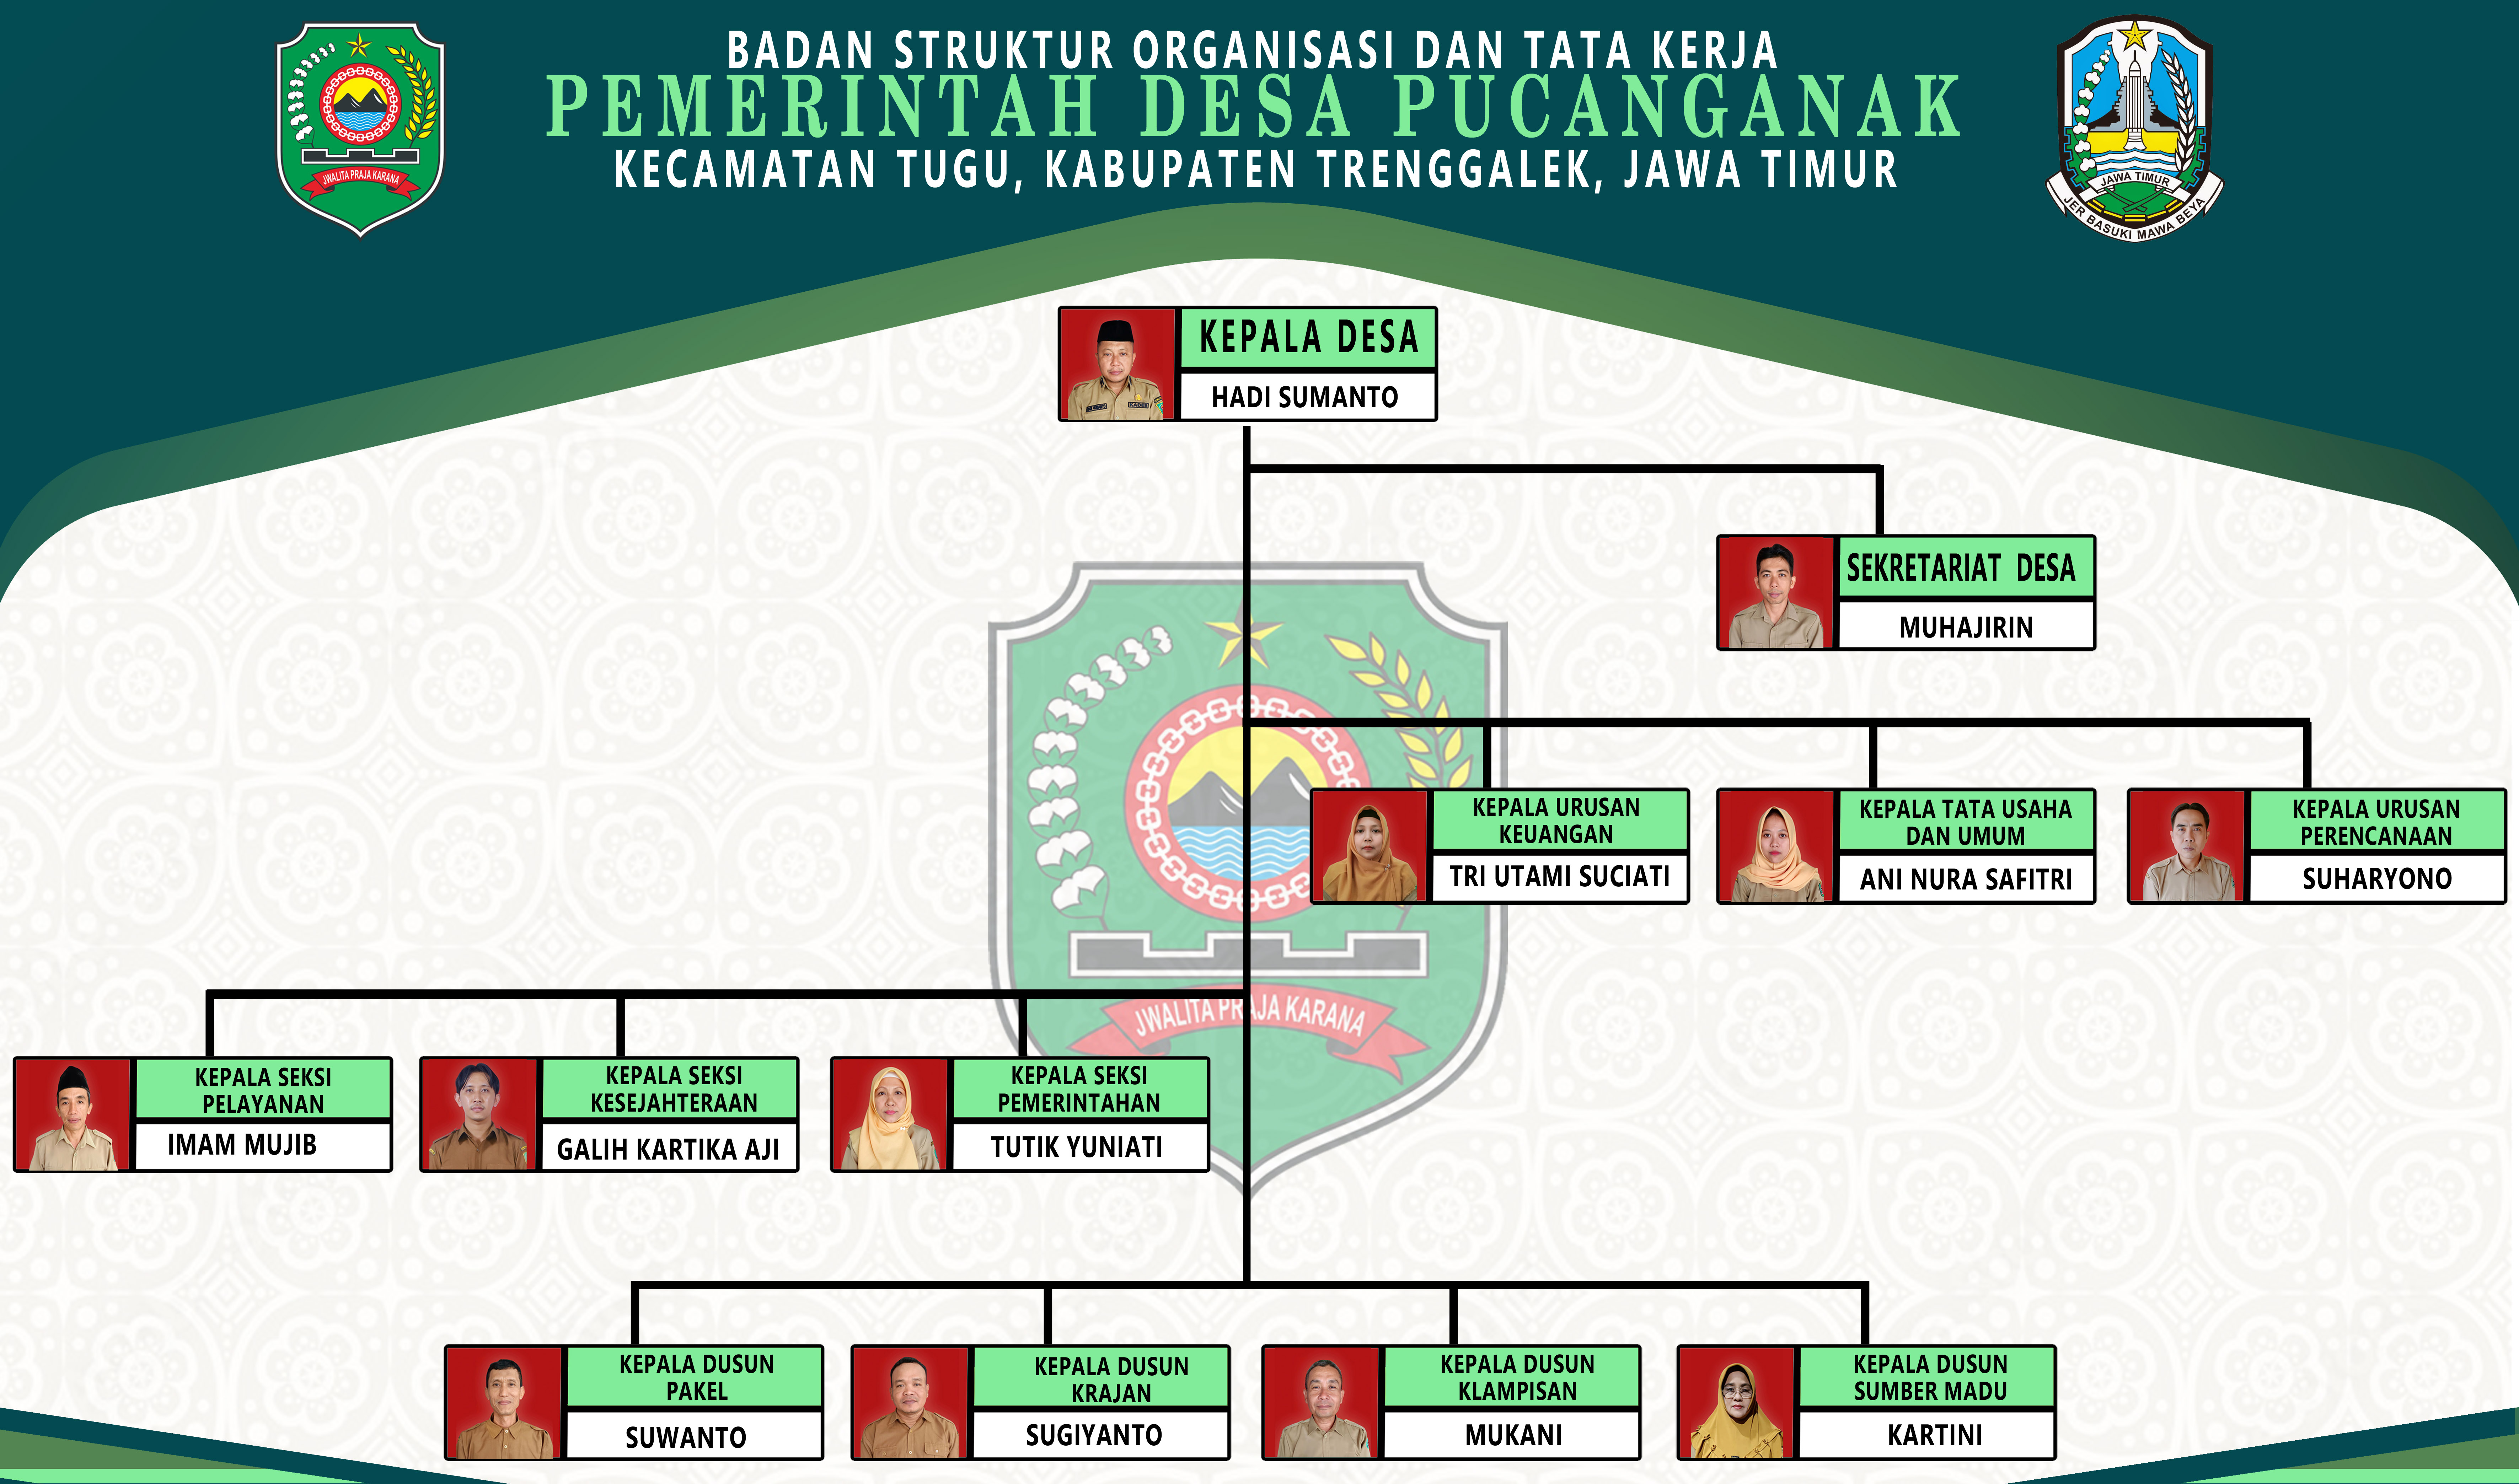 BADAN STRUKTUR ORGANISASI DAN TATA KERJA
PEMERINTAH DESA PUCANGANAK
KECAMATAN TUGU, KABUPATEN TRENGGALEK, JAWA TIMUR
JWALITA PRAJA KARANA
JAWA TIMUR
JER BASUKI MAWA BEYA
KEPALA DESA
HADI SUMANTO
SEKRETARIAT DESA
MUHAJIRIN
KEPALA URUSAN
KEUANGAN
TRI UTAMI SUCIATI
KEPALA TATA USAHA
DAN UMUM
ANI NURA SAFITRI
KEPALA URUSAN
PERENCANAAN
SUHARYONO
JWALITA PRAJA KARANA
KEPALA SEKSI
PELAYANAN
IMAM MUJIB
KEPALA SEKSI
KESEJAHTERAAN
GALIH KARTIKA AJI
KEPALA SEKSI
PEMERINTAHAN
TUTIK YUNIATI
KEPALA DUSUN
PAKEL
SUWANTO
KEPALA DUSUN
KRAJAN
SUGIYANTO
KEPALA DUSUN
KLAMPISAN
MUKANI
KEPALA DUSUN
SUMBER MADU
KARTINI